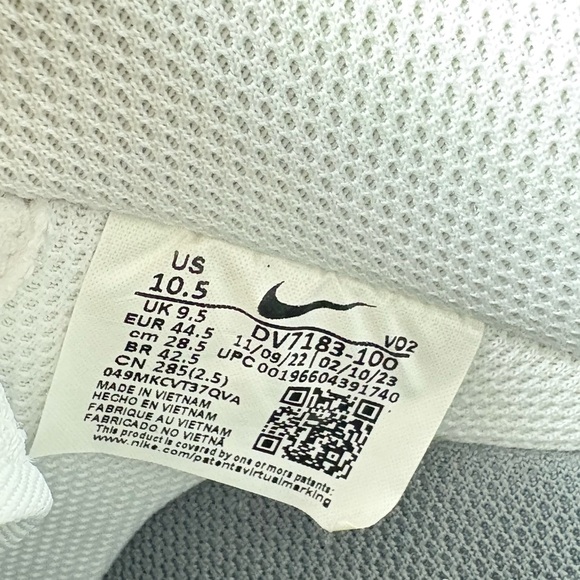 US
10.5
UK 9.5
EUR 44.5
cm 28.5
BR 42.5
CN 285(2.5)
049MKCVT37QVA
DV7183-100 VD2
11/09/22 | 02/10/23
UPC 00196604391740
MADE IN VIETNAM
HECHO EN VIETNAM
FABRIQUE AU VIETNAM
FABRICADO NO VIETNÃ
This product is covered by one or more patents:
www.nike.com/patentsvirtualmarking